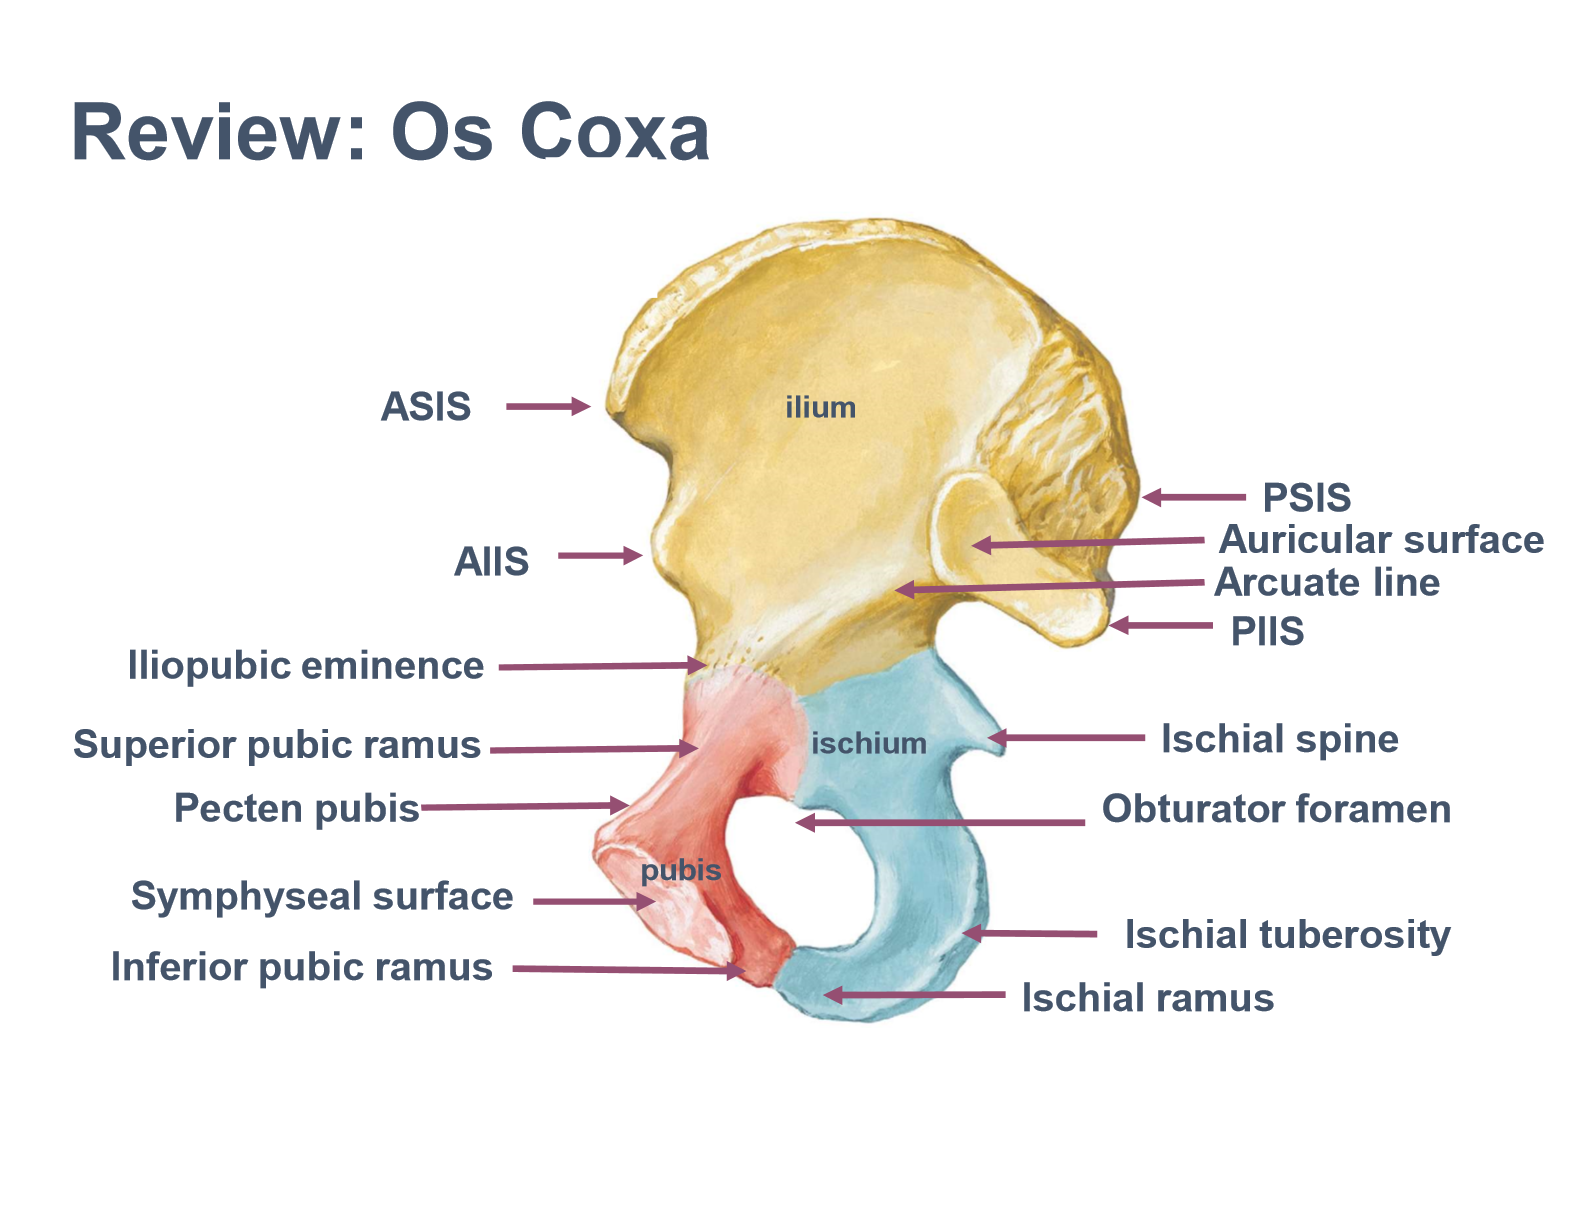 Review: Os Coxa
ASIS
ilium
PSIS
Auricular surface
AIIS
Arcuate line
PIIS
Iliopubic eminence
Superior pubic ramus
ischium
Ischial spine
Pecten pubis
Obturator foramen
pubis
Symphyseal surface
Ischial tuberosity
Inferior pubic ramus
Ischial ramus